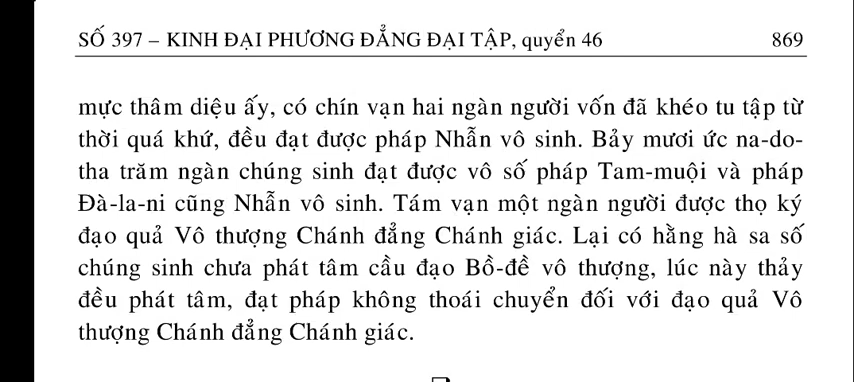 SỐ 397 – KINH ĐẠI PHƯƠNG ĐẲNG ĐẠI TẬP, quyển 46 869
mực thâm diệu ấy, có chín vạn hai ngàn người vốn đã khéo tu tập từ
thời quá khứ, đều đạt được pháp Nhẫn vô sinh. Bảy mươi ức na-do-
tha trăm ngàn chúng sinh đạt được vô số pháp Tam-muội và pháp
Đà-la-ni cũng Nhẫn vô sinh. Tám vạn một ngàn người được thọ ký
đạo quả Vô thượng Chánh đẳng Chánh giác. Lại có hằng hà sa số
chúng sinh chưa phát tâm cầu đạo Bồ-đề vô thượng, lúc này thảy
đều phát tâm, đạt pháp không thoái chuyển đối với đạo quả Vô
thượng Chánh đẳng Chánh giác.